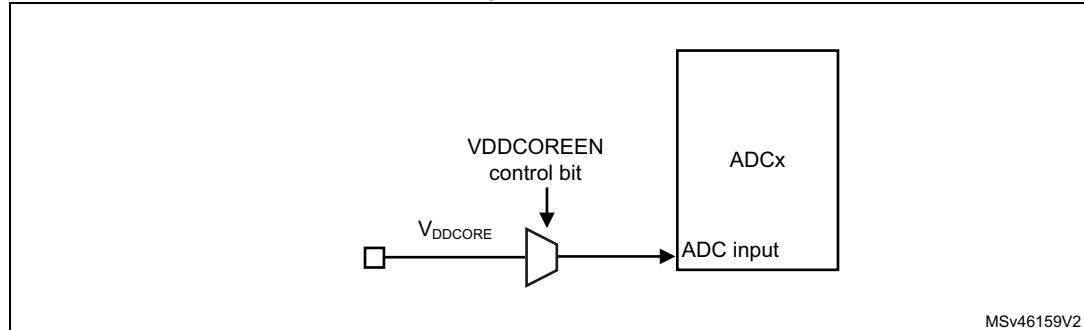 VDDCOREEN
control bit
ADCx
VDDCORE
ADC input
MSv46159V2